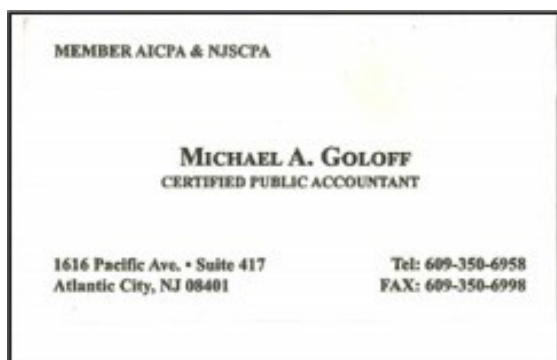 MEMBER AICPA & NJSCPA
MICHAEL A. GOLOFF
CERTIFIED PUBLIC ACCOUNTANT
1616 Pacific Ave. • Suite 417
Atlantic City, NJ 08401
Tel: 609-350-6958
FAX: 609-350-6998